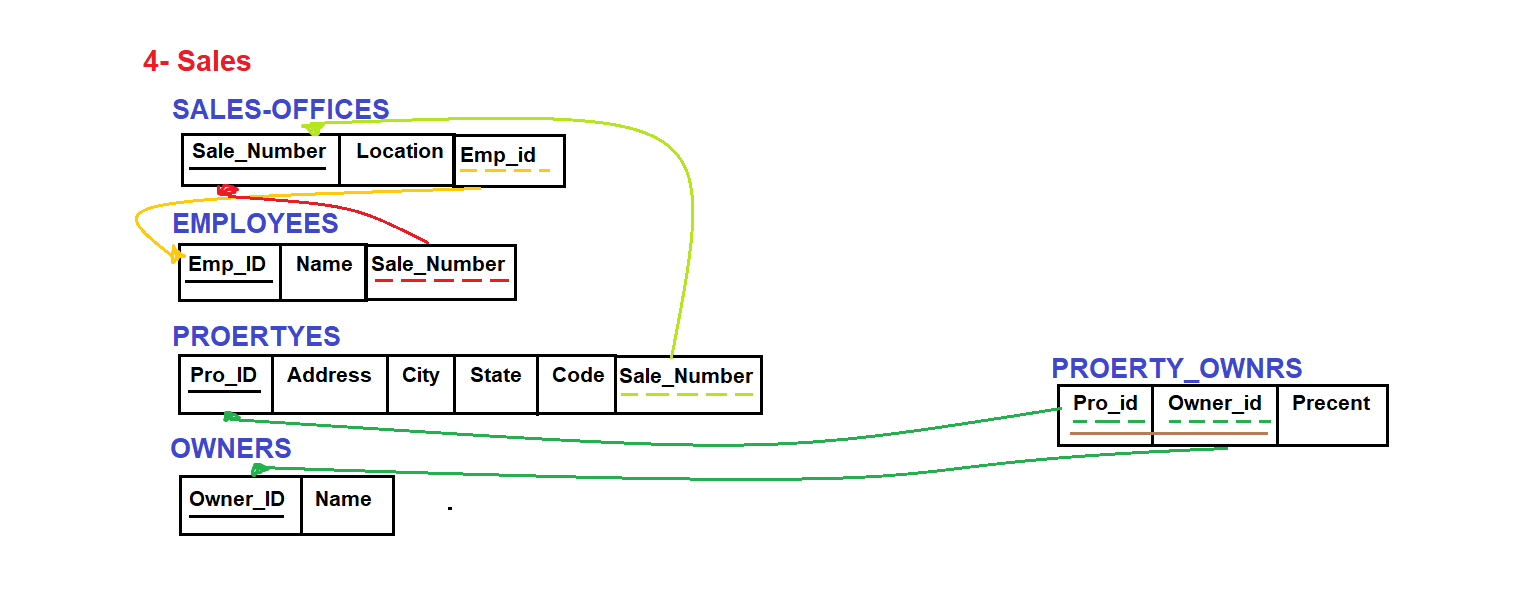 4- Sales
SALES-OFFICES
Sale_Number Location Emp_id
EMPLOYEES
Emp_ID Name Sale_Number
PROERTYES
Pro_ID Address City State Code Sale_Number
PROERTY_OWNRS
Pro_id Owner_id Precent
OWNERS
Owner_ID Name